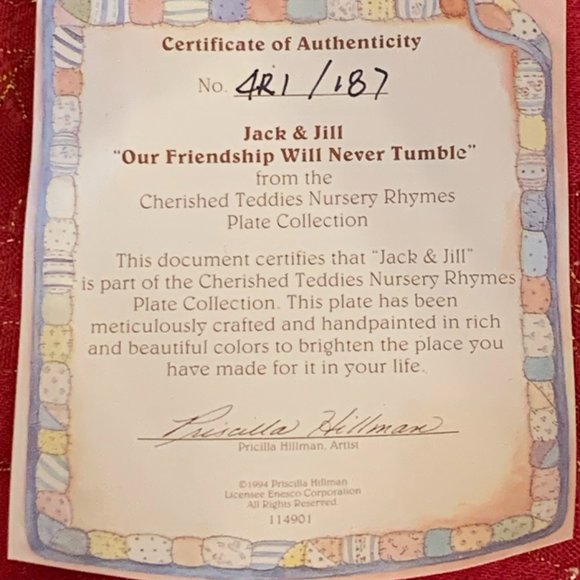 Certificate of Authenticity
No. 4R1/187
Jack & Jill
"Our Friendship Will Never Tumble"
from the
Cherished Teddies Nursery Rhymes
Plate Collection
This document certifies that "Jack & Jill"
is part of the Cherished Teddies Nursery Rhymes
Plate Collection. This plate has been
meticulously crafted and handpainted in rich
and beautiful colors to brighten the place you
have made for it in your life.
Priscilla Hillman
Pricilla Hillman, Artist
©1994 Priscilla Hillman
Licensee Enesco Corporation
All Rights Reserved
114901